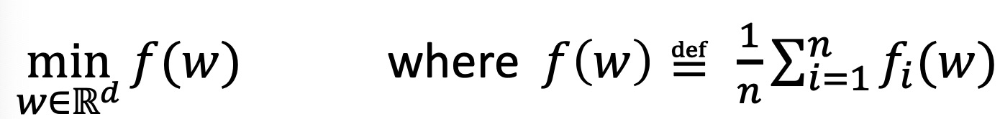 min_{w∈ℝ^d} f(w) where f(w) ≝ 1/n ∑_{i=1}^{n} f_i(w)